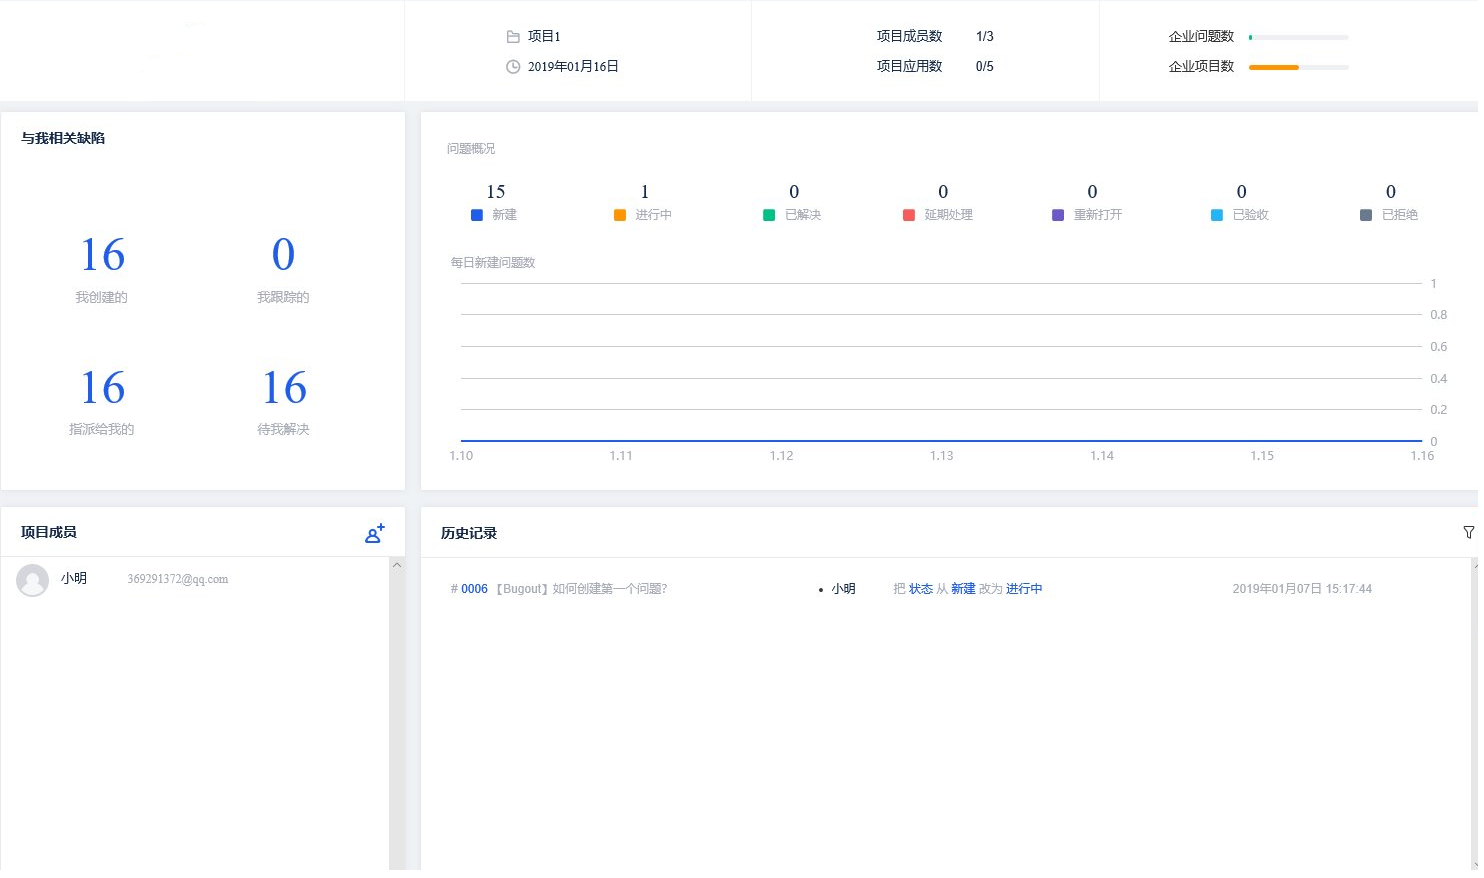 项目1
2019年01月16日
项目成员数 1/3
项目应用数 0/5
企业问题数
企业项目数
与我相关缺陷
16 0
我创建的 我跟踪的
16 16
指派给我的 待我解决
问题概况
15 1 0 0 0 0 0
新建 进行中 已解决 延期处理 重新打开 已验收 已拒绝
每日新建问题数
1
0.8
0.6
0.4
0.2
0
1.10 1.11 1.12 1.13 1.14 1.15 1.16
项目成员
小明 369291372@qq.com
历史记录
# 0006 【Bugout】如何创建第一个问题? • 小明 把 状态 从 新建 改为 进行中 2019年01月07日 15:17:44